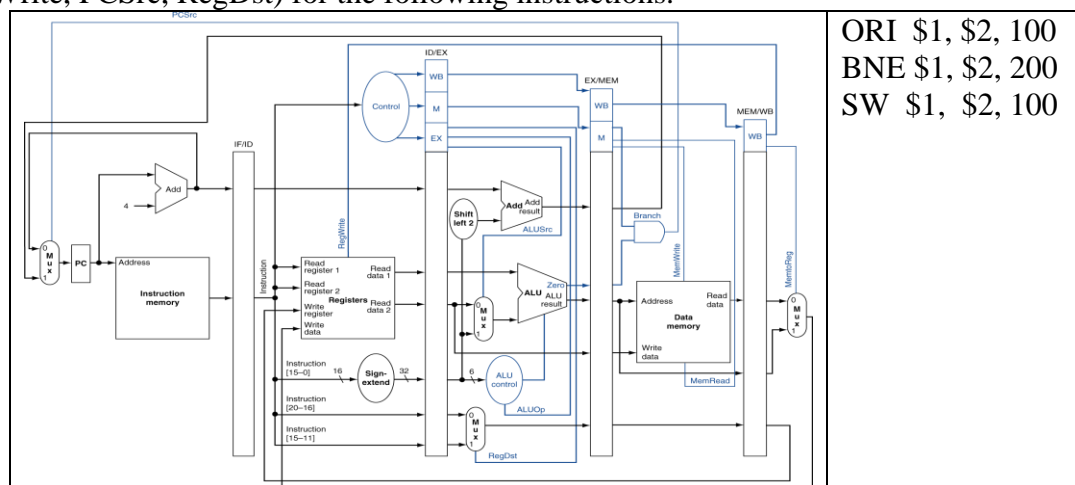 Write, PCSrc, RegDst) for the following instructions.
PCSrc
ORI $1, $2, 100
BNE $1, $2, 200
SW $1, $2, 100
ID/EX
WB
M
EX
Control
EX/MEM
WB
M
MEM/WB
WB
IF/ID
Add
4
RegWrite
Shift
left 2
Add Add
result
ALUSrc
Branch
MemWrite
MemtoReg
0
M
u
x
1
PC
Address
Instruction
memory
Instruction
Read
register 1
Read
data 1
Read
register 2
Registers
Read
data 2
Write
register
Write
data
0
M
u
x
1
ALU
Zero
ALU
result
Address
Read
data
Data
memory
Write
data
MemRead
0
M
u
x
1
Instruction
[15–0]
16
Sign-
extend
32
6
ALU
control
ALUOp
Instruction
[20–16]
Instruction
[15–11]
0
M
u
x
1
RegDst